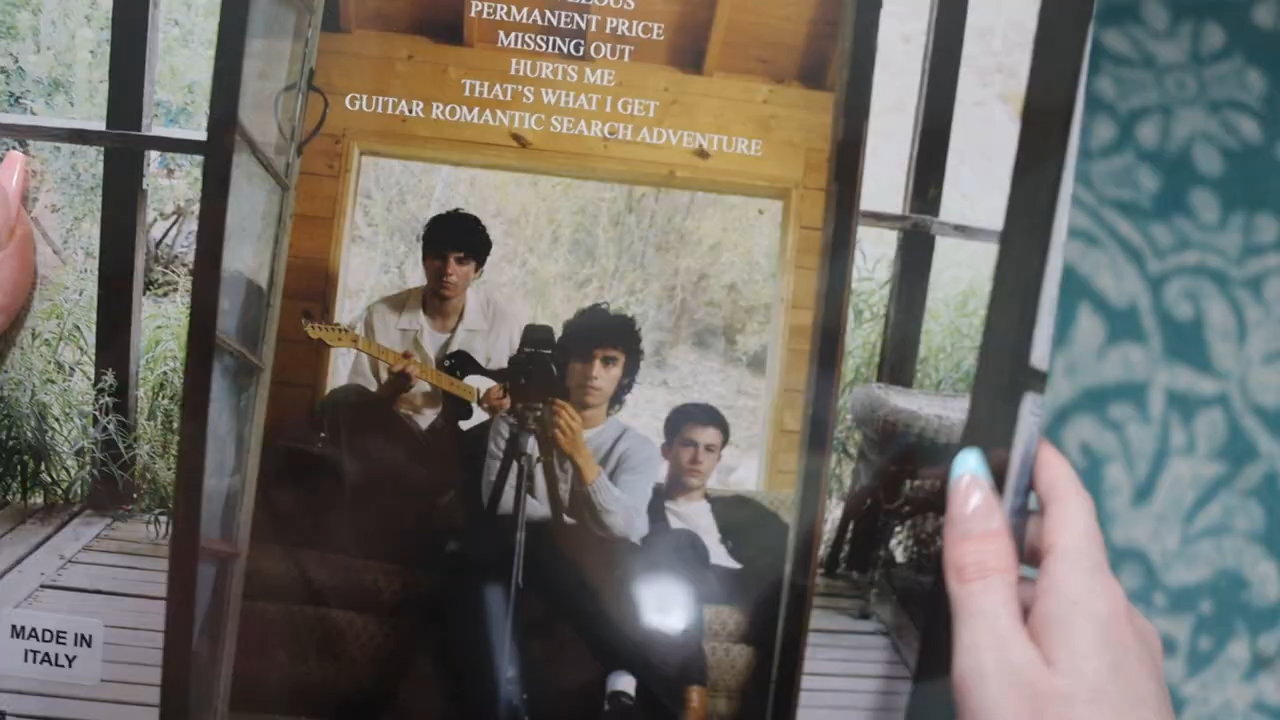 PERMANENT PRICE
MISSING OUT
HURTS ME
THAT'S WHAT I GET
GUITAR ROMANTIC SEARCH ADVENTURE
MADE IN
ITALY